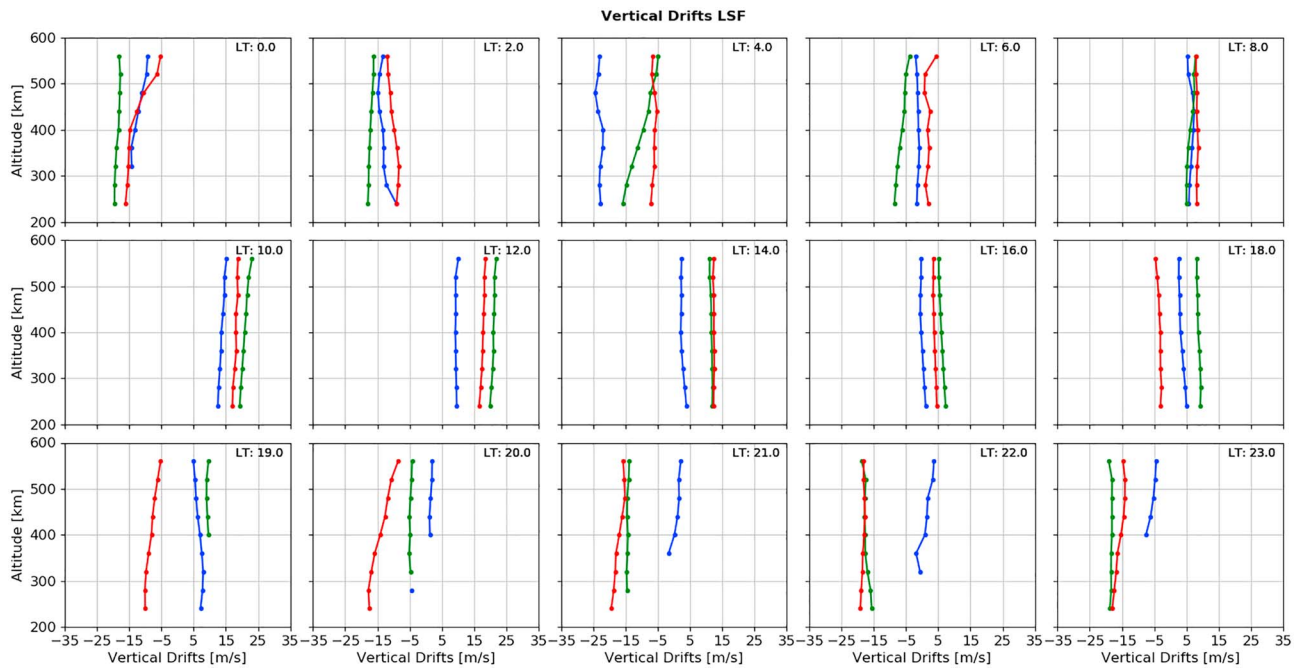 Vertical Drifts LSF
600 LT: 0.0 LT: 2.0 LT: 4.0 LT: 6.0 LT: 8.0
500
400
300
200
Altitude [km]
600 LT: 10.0 LT: 12.0 LT: 14.0 LT: 16.0 LT: 18.0
500
400
300
200
Altitude [km]
600 LT: 19.0 LT: 20.0 LT: 21.0 LT: 22.0 LT: 23.0
500
400
300
200
Altitude [km]
−35 −25 −15 −5 5 15 25 35 −35 −25 −15 −5 5 15 25 35 −35 −25 −15 −5 5 15 25 35 −35 −25 −15 −5 5 15 25 35 −35 −25 −15 −5 5 15 25 35
Vertical Drifts [m/s] Vertical Drifts [m/s] Vertical Drifts [m/s] Vertical Drifts [m/s] Vertical Drifts [m/s]